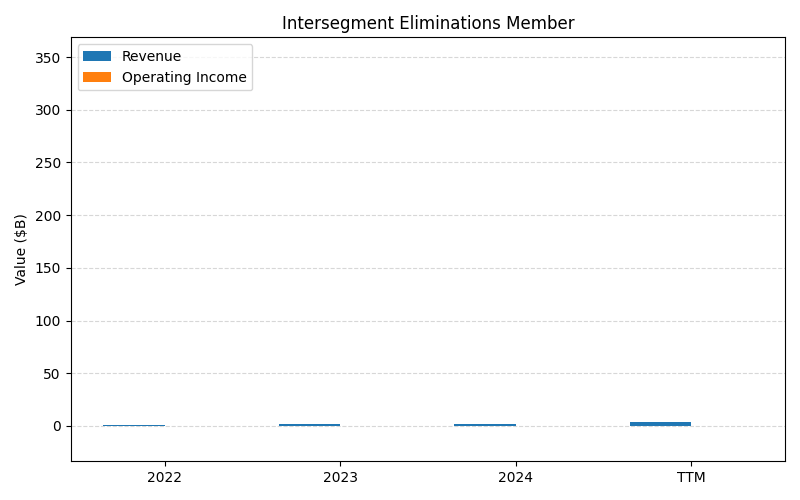 Intersegment Eliminations Member
Revenue
Operating Income
Value ($B)
350
300
250
200
150
100
50
0
2022
2023
2024
TTM